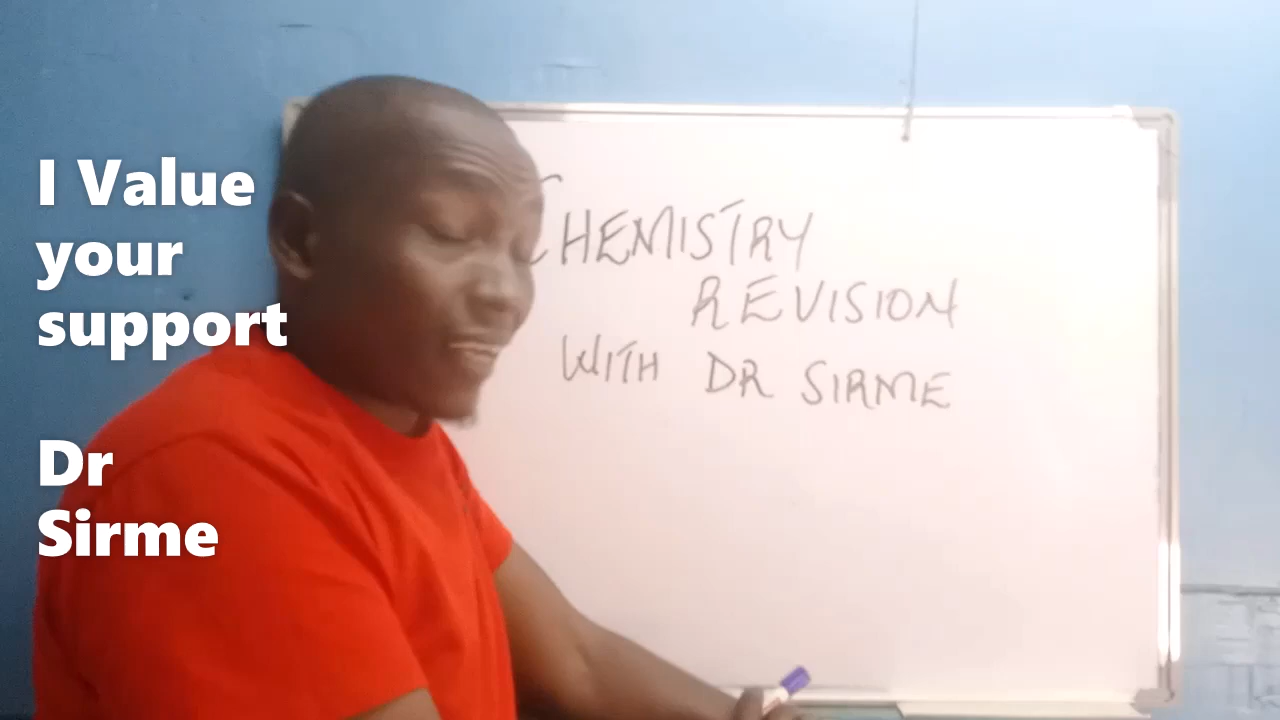 I Value
your
support
Dr
Sirme
CHEMISTRY
REVISION
WITH DR SIRME